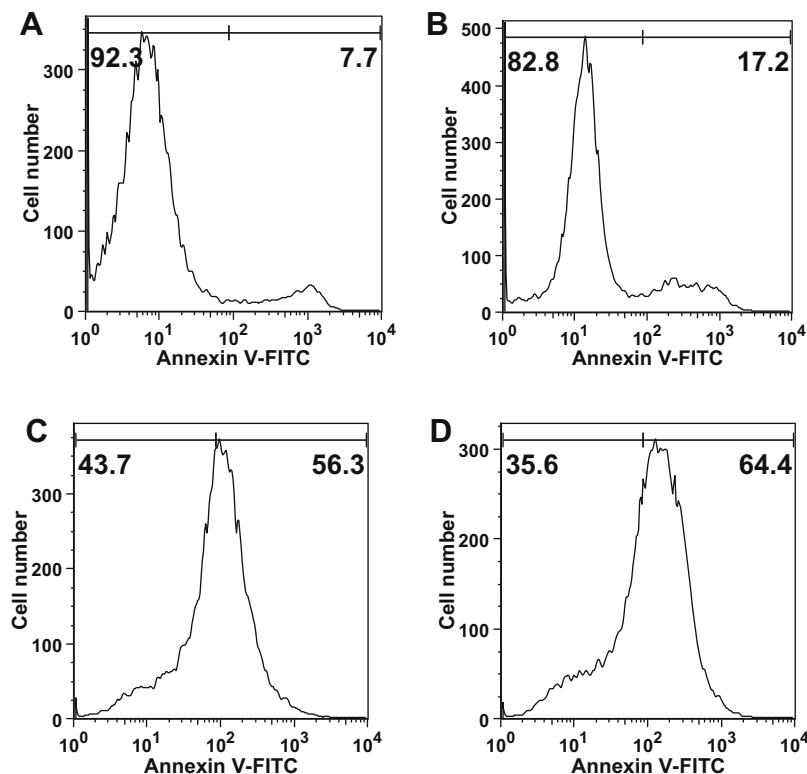 A
92.3 7.7
300
200
100
0
Cell number
10^0 10^1 10^2 10^3 10^4
Annexin V-FITC
B
500
82.8 17.2
400
300
200
100
0
Cell number
10^0 10^1 10^2 10^3 10^4
Annexin V-FITC
C
43.7 56.3
300
200
100
0
Cell number
10^0 10^1 10^2 10^3 10^4
Annexin V-FITC
D
300
35.6 64.4
200
100
0
Cell number
10^0 10^1 10^2 10^3 10^4
Annexin V-FITC